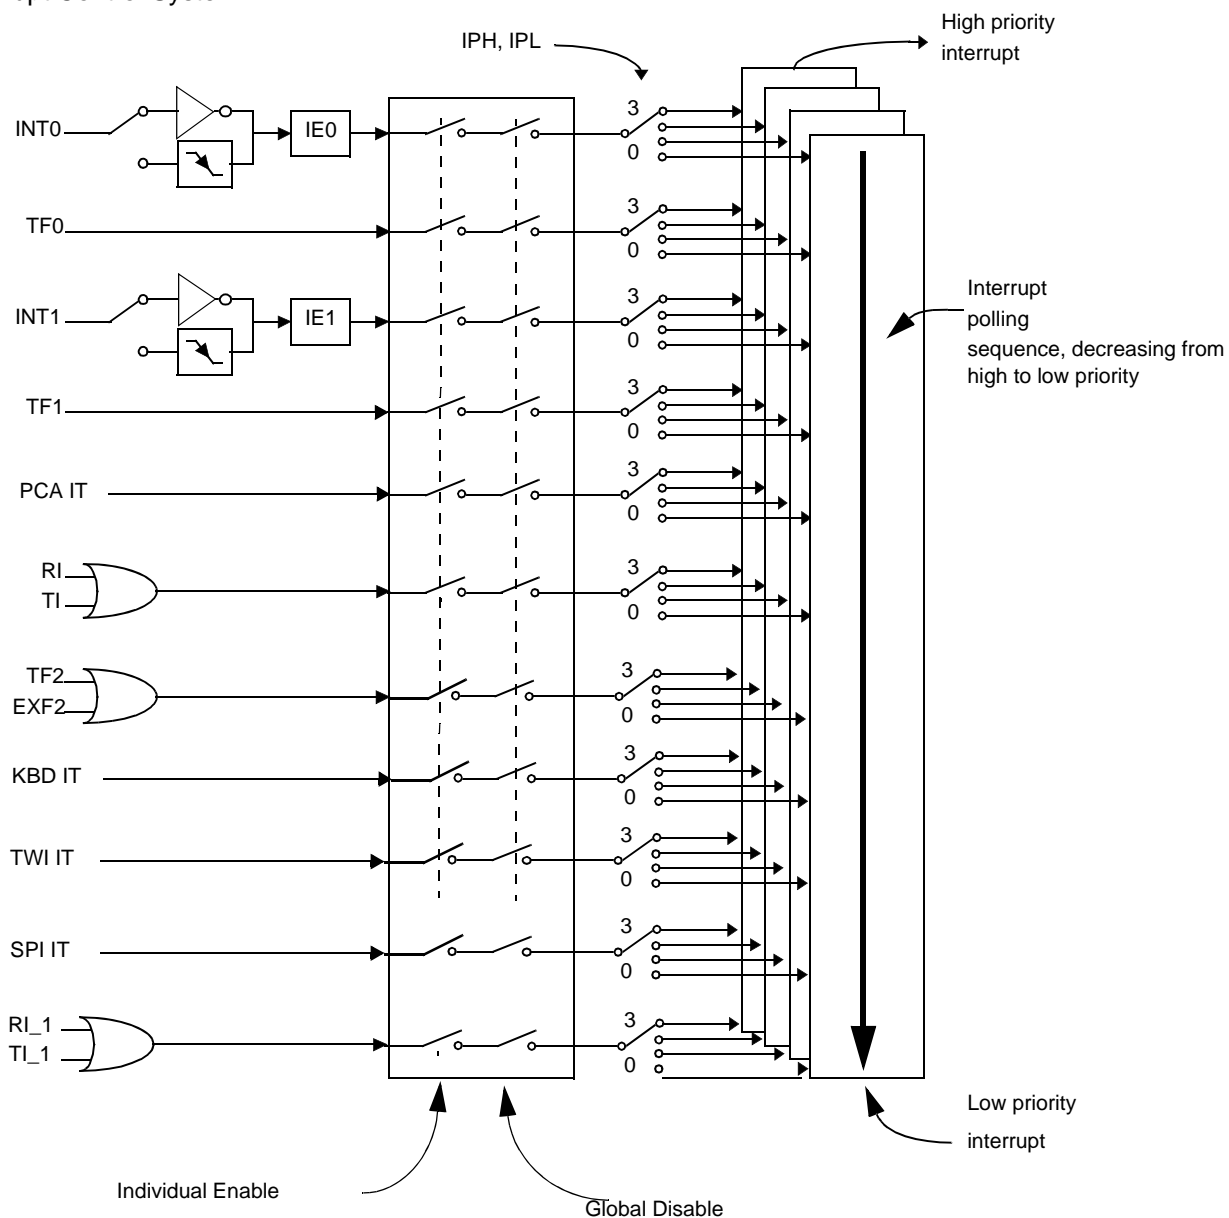 High priority
interrupt
IPH, IPL
INT0
IE0
3
0
TF0
3
0
INT1
IE1
3
0
Interrupt
polling
sequence, decreasing from
high to low priority
TF1
3
0
PCA IT
3
0
RI
TI
3
0
TF2
EXF2
3
0
KBD IT
3
0
TWI IT
3
0
SPI IT
3
0
RI_1
TI_1
3
0
Low priority
interrupt
Individual Enable
Global Disable